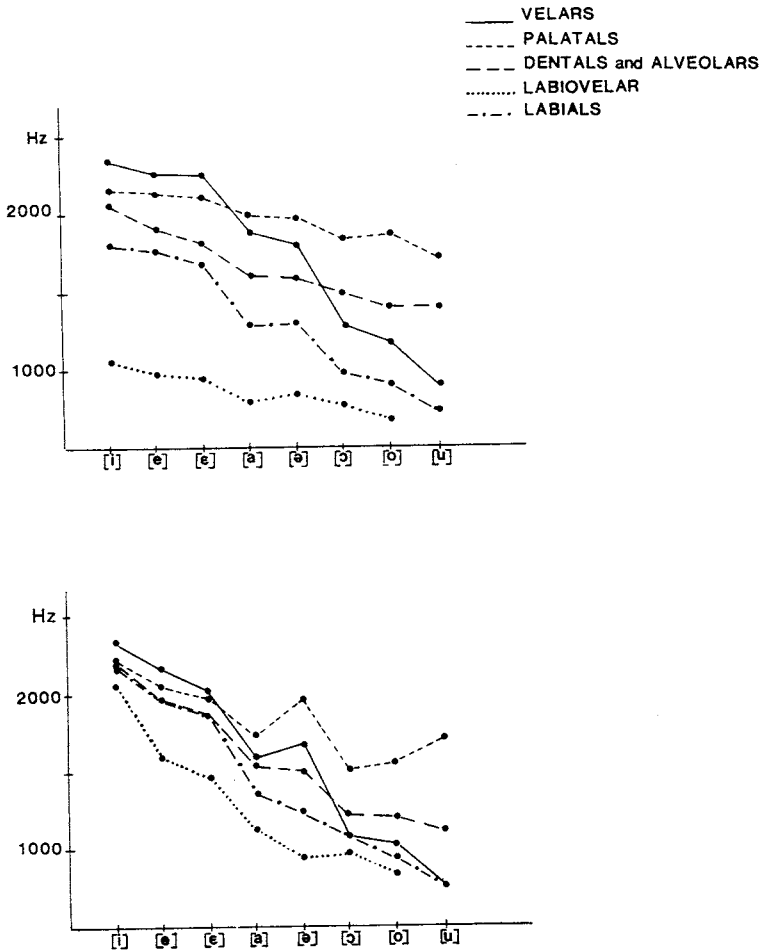 VELARS
PALATALS
DENTALS and ALVEOLARS
LABIOVELAR
LABIALS
Hz
2000
1000
[i] [e] [ɛ] [a] [ə] [ɔ] [o] [u]
Hz
2000
1000
[i] [e] [ɛ] [a] [ə] [ɔ] [o] [u]